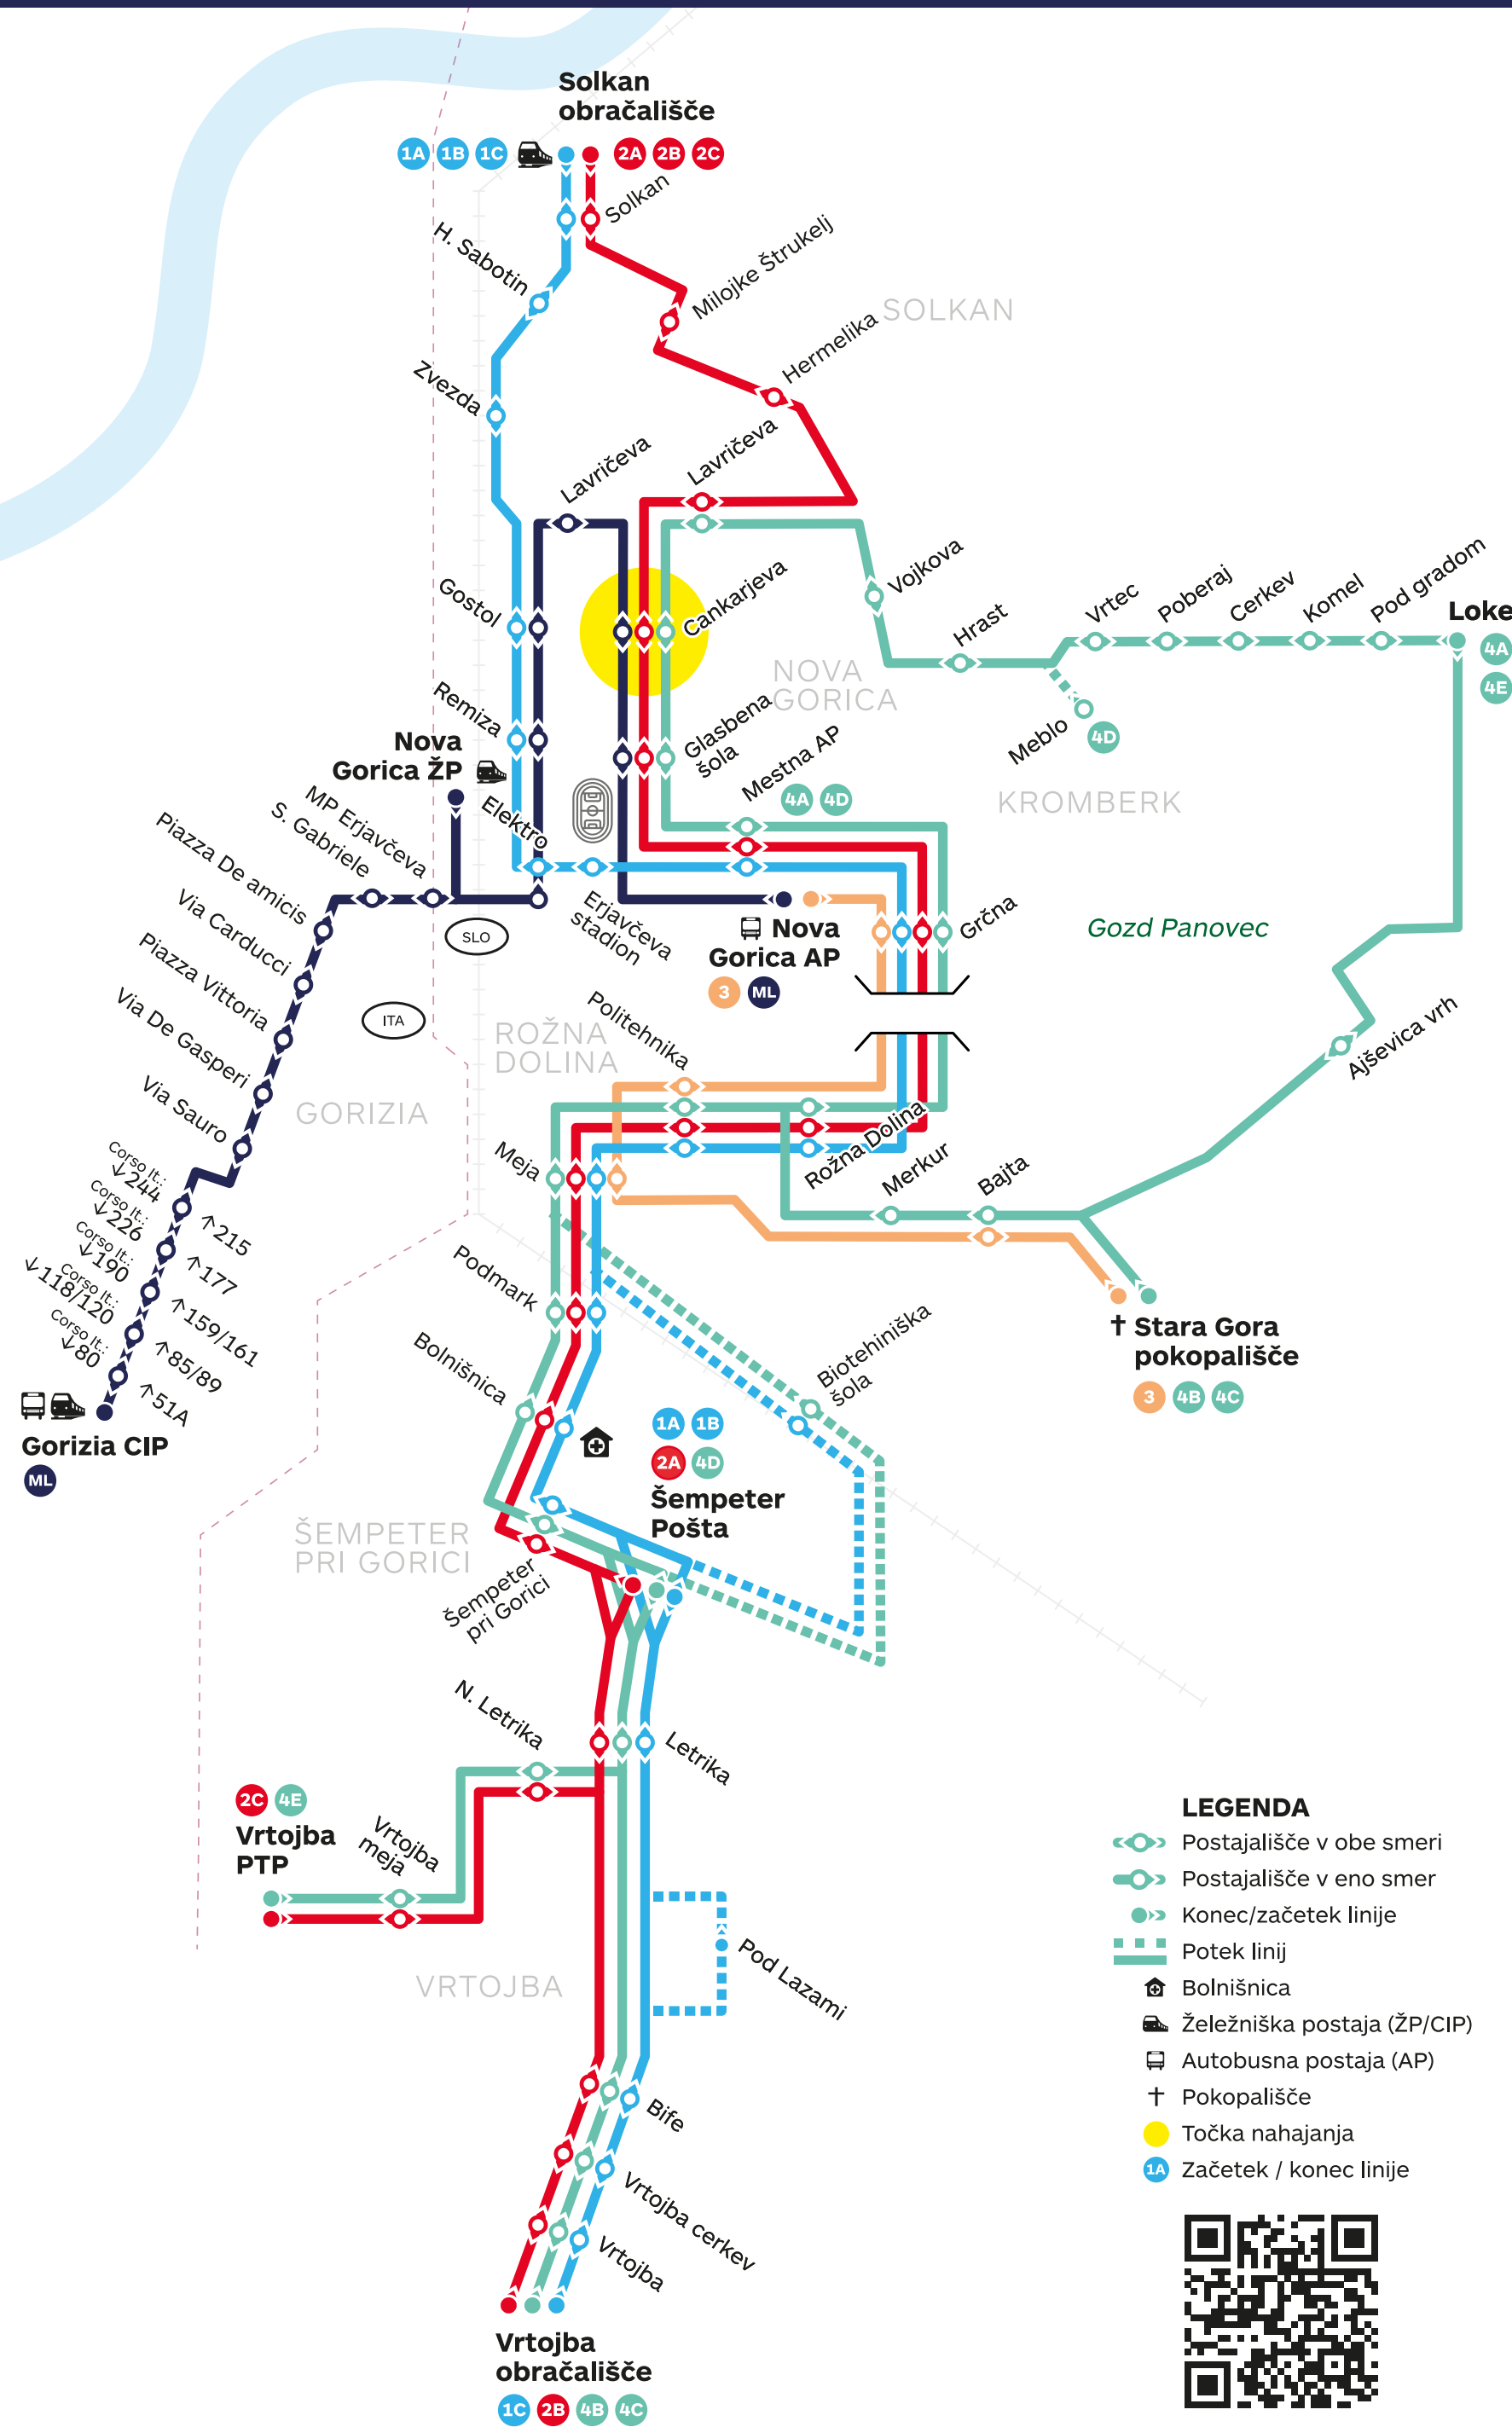 Solkan
obračališče
1A 1B 1C
2A 2B 2C
Solkan
H. Sabotin
Milojke Štrukelj
SOLKAN
Hermelika
Zvezda
Lavričeva
Lavričeva
Vojkova
Gostol
Cankarjeva
Hrast
Vrtec
Poberaj
Cerkev
Komel
Pod gradom
Loke
4A
4E
NOVA
GORICA
Remiza
Glasbena
šola
Mestna AP
4A 4D
Meblo
4D
KROMBERK
Nova
Gorica ŽP
Elektro
MP Erjavčeva
S. Gabriele
Piazza De amicis
Via Carducci
Piazza Vittoria
Via De Gasperi
Via Sauro
SLO
ITA
Erjavčeva
stadion
Nova
Gorica AP
3 ML
Grčna
Gozd Panovec
Politehnika
ROŽNA
DOLINA
GORIZIA
Ajševica vrh
Meja
Rožna Dolina
Merkur
Bajta
Corso It.:
↓244
Corso It.:
↓226
Corso It.:
↓190
Corso It.:
↓118/120
Corso It.:
↓80
↑215
↑177
↑159/161
↑85/89
↑51A
Gorizia CIP
ML
Podmark
Bolnišnica
Biotehiniška
šola
Stara Gora
pokopališče
3 4B 4C
1A 1B
2A 4D
Šempeter
Pošta
ŠEMPETER
PRI GORICI
Šempeter
pri Gorici
N. Letrika
Letrika
2C 4E
Vrtojba
PTP
Vrtojba
meja
VRTOJBA
Pod Lazami
Bife
Vrtojba cerkev
Vrtojba
Vrtojba
obračališče
1C 2B 4B 4C
LEGENDA
Postajališče v obe smeri
Postajališče v eno smer
Konec/začetek linije
Potek linij
Bolnišnica
Želežniška postaja (ŽP/CIP)
Autobusna postaja (AP)
Pokopališče
Točka nahajanja
1A Začetek / konec linije